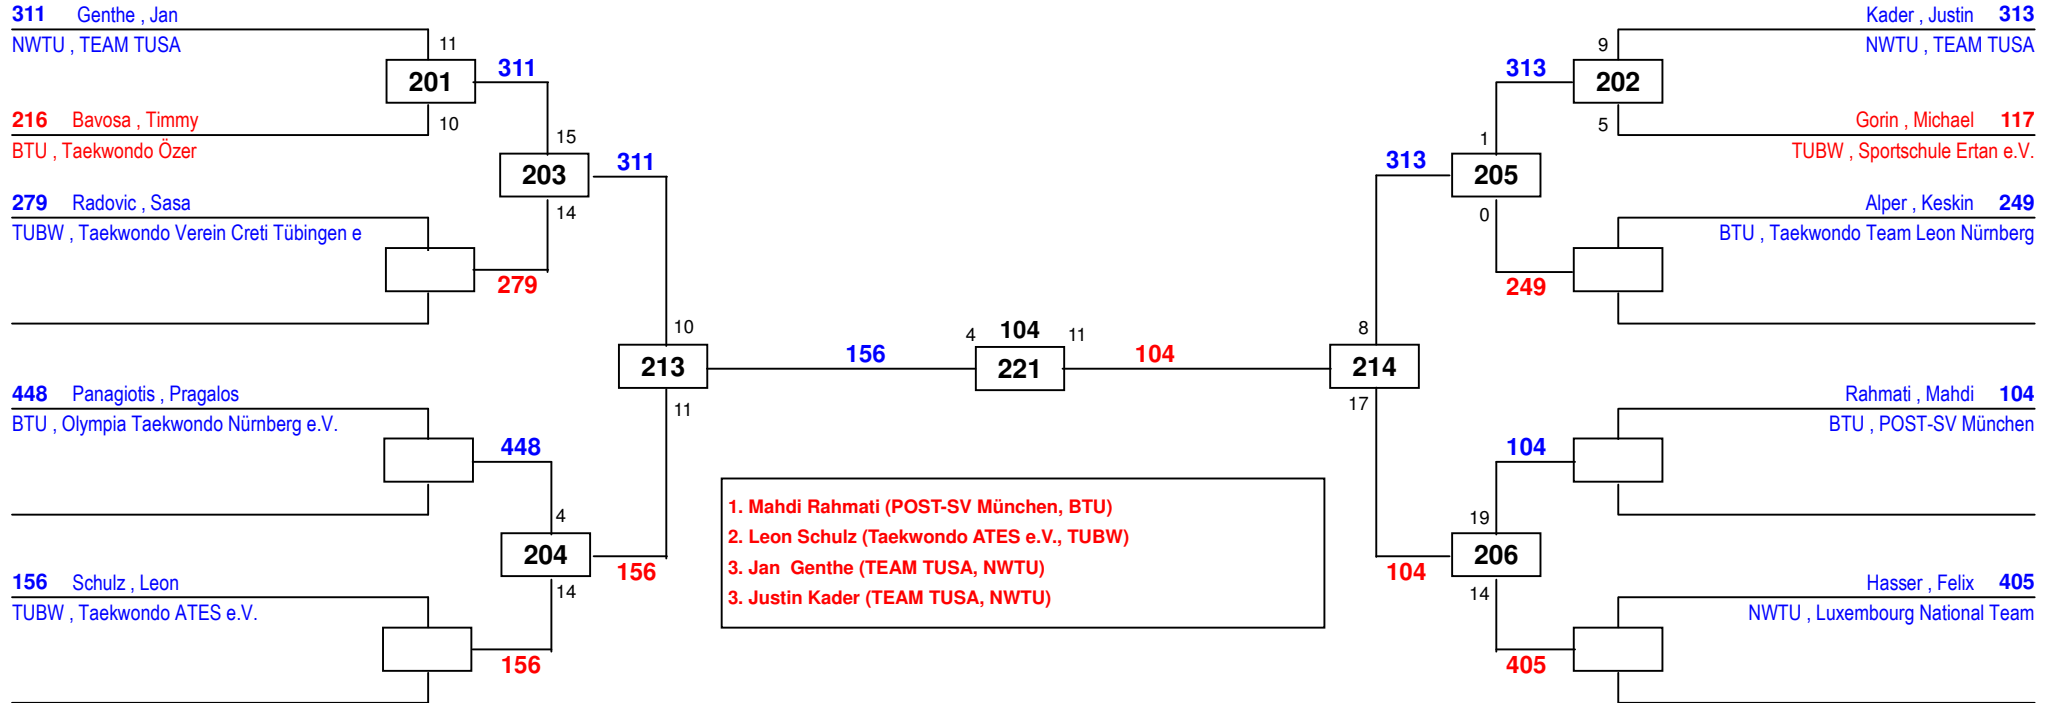 311 Genthe , Jan
NWTU , TEAM TUSA
11
201
311
10
216 Bavosa , Timmy
BTU , Taekwondo Özer
15
203
311
14
279 Radovic , Sasa
TUBW , Taekwondo Verein Creti Tübingen e
279
10
213
156
11
448 Panagiotis , Pragalos
BTU , Olympia Taekwondo Nürnberg e.V.
448
4
204
156
14
156 Schulz , Leon
TUBW , Taekwondo ATES e.V.
156
4 104 11
221
104
1. Mahdi Rahmati (POST-SV München, BTU)
2. Leon Schulz (Taekwondo ATES e.V., TUBW)
3. Jan Genthe (TEAM TUSA, NWTU)
3. Justin Kader (TEAM TUSA, NWTU)
Kader , Justin 313
NWTU , TEAM TUSA
9
313
202
5
Gorin , Michael 117
TUBW , Sportschule Ertan e.V.
1
313
205
0
Alper , Keskin 249
BTU , Taekwondo Team Leon Nürnberg
249
8
214
17
Rahmati , Mahdi 104
BTU , POST-SV München
104
19
206
104
14
Hasser , Felix 405
NWTU , Luxembourg National Team
405